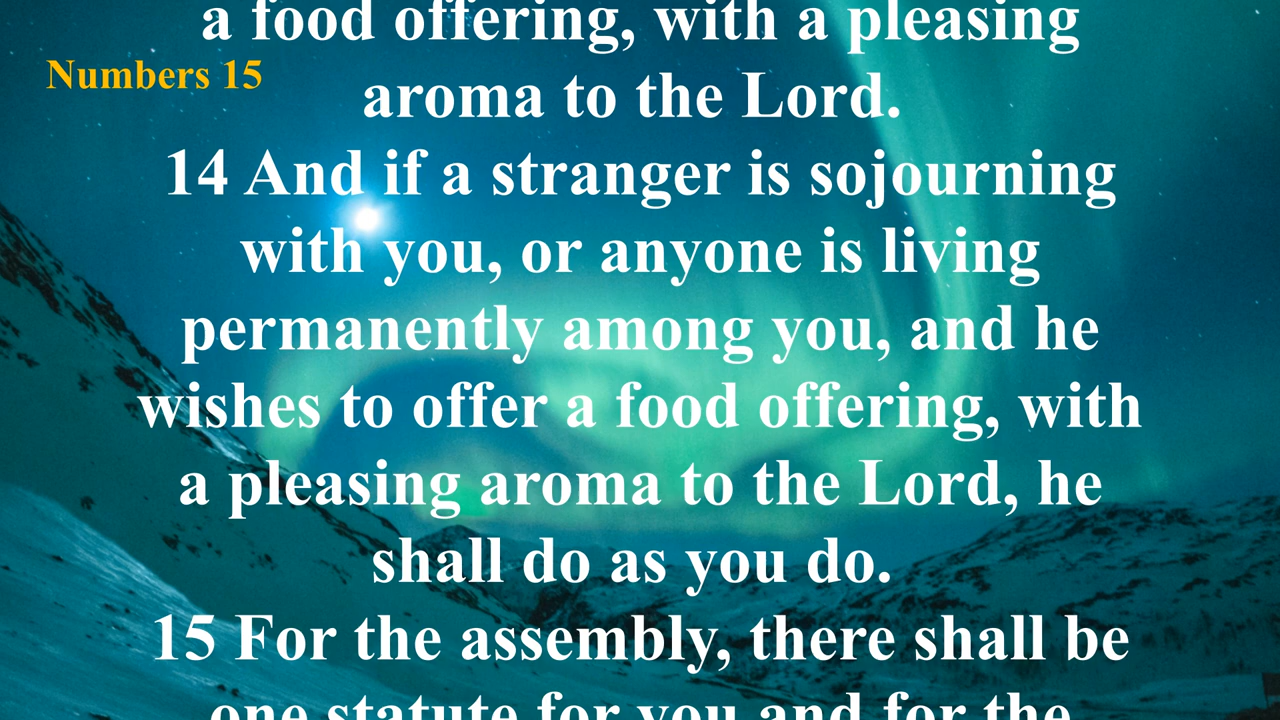 a food offering, with a pleasing
Numbers 15
aroma to the Lord.
14 And if a stranger is sojourning
with you, or anyone is living
permanently among you, and he
wishes to offer a food offering, with
a pleasing aroma to the Lord, he
shall do as you do.
15 For the assembly, there shall be
one statute for you and for the